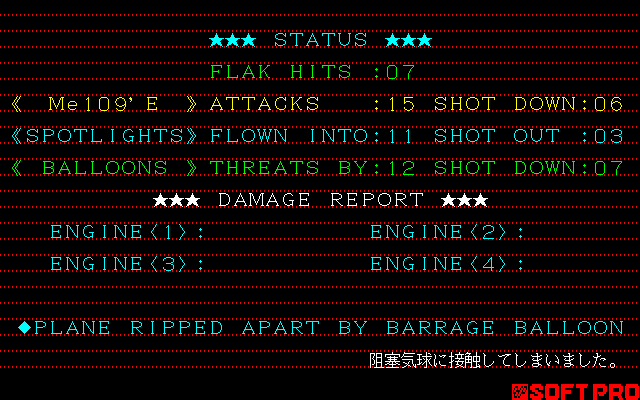 ★★★ STATUS ★★★
FLAK HITS :07
《 Me109'E 》ATTACKS :15 SHOT DOWN:06
《SPOTLIGHTS》FLOWN INTO:11 SHOT OUT :03
《 BALLOONS 》THREATS BY:12 SHOT DOWN:07
★★★ DAMAGE REPORT ★★★
ENGINE〈1〉: ENGINE〈2〉:
ENGINE〈3〉: ENGINE〈4〉:
◆PLANE RIPPED APART BY BARRAGE BALLOON
阻塞気球に接触してしまいました。
SOFT PRO